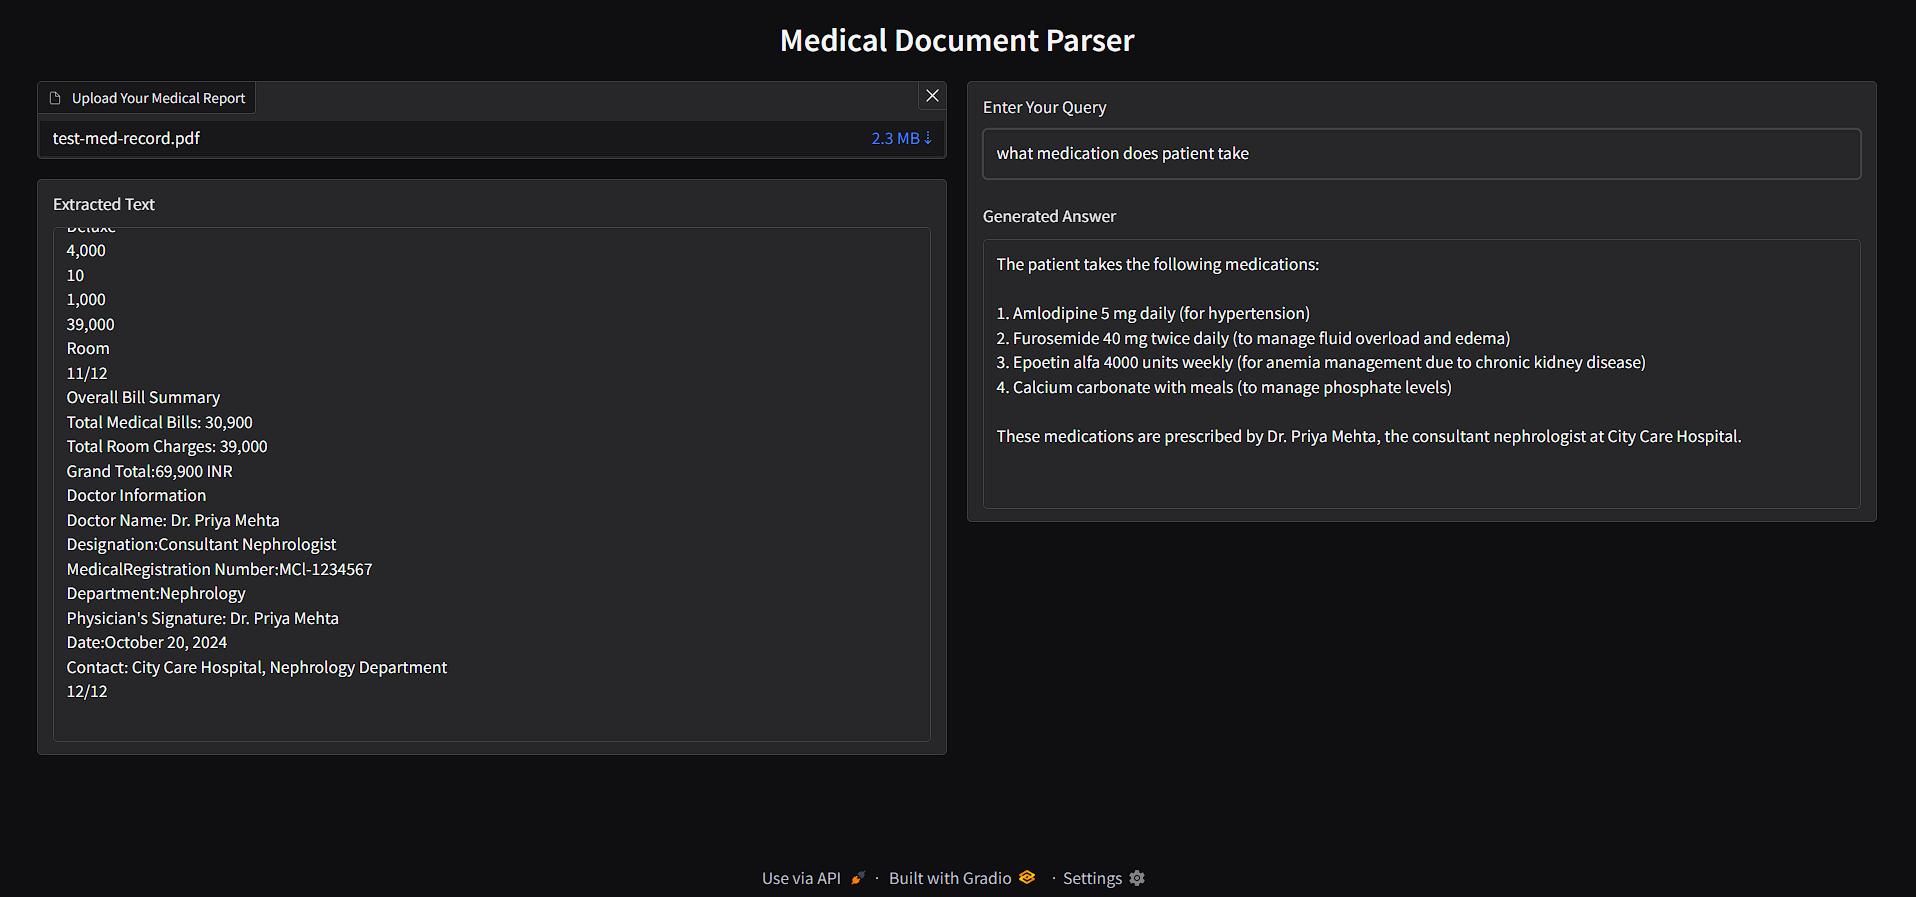 Medical Document Parser
Upload Your Medical Report
test-med-record.pdf
2.3 MB ⇣
Extracted Text
Deluxe
4,000
10
1,000
39,000
Room
11/12
Overall Bill Summary
Total Medical Bills: 30,900
Total Room Charges: 39,000
Grand Total:69,900 INR
Doctor Information
Doctor Name: Dr. Priya Mehta
Designation:Consultant Nephrologist
MedicalRegistration Number:MCl-1234567
Department:Nephrology
Physician's Signature: Dr. Priya Mehta
Date:October 20, 2024
Contact: City Care Hospital, Nephrology Department
12/12
Enter Your Query
what medication does patient take
Generated Answer
The patient takes the following medications:
1. Amlodipine 5 mg daily (for hypertension)
2. Furosemide 40 mg twice daily (to manage fluid overload and edema)
3. Epoetin alfa 4000 units weekly (for anemia management due to chronic kidney disease)
4. Calcium carbonate with meals (to manage phosphate levels)
These medications are prescribed by Dr. Priya Mehta, the consultant nephrologist at City Care Hospital.
Use via API · Built with Gradio · Settings